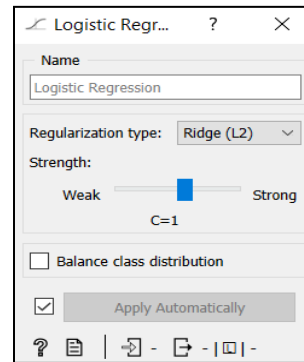 Logistic Regr... ? ×
Name
Logistic Regression
Regularization type: Ridge (L2)
Strength:
Weak Strong
C=1
Balance class distribution
Apply Automatically
? | - - | -